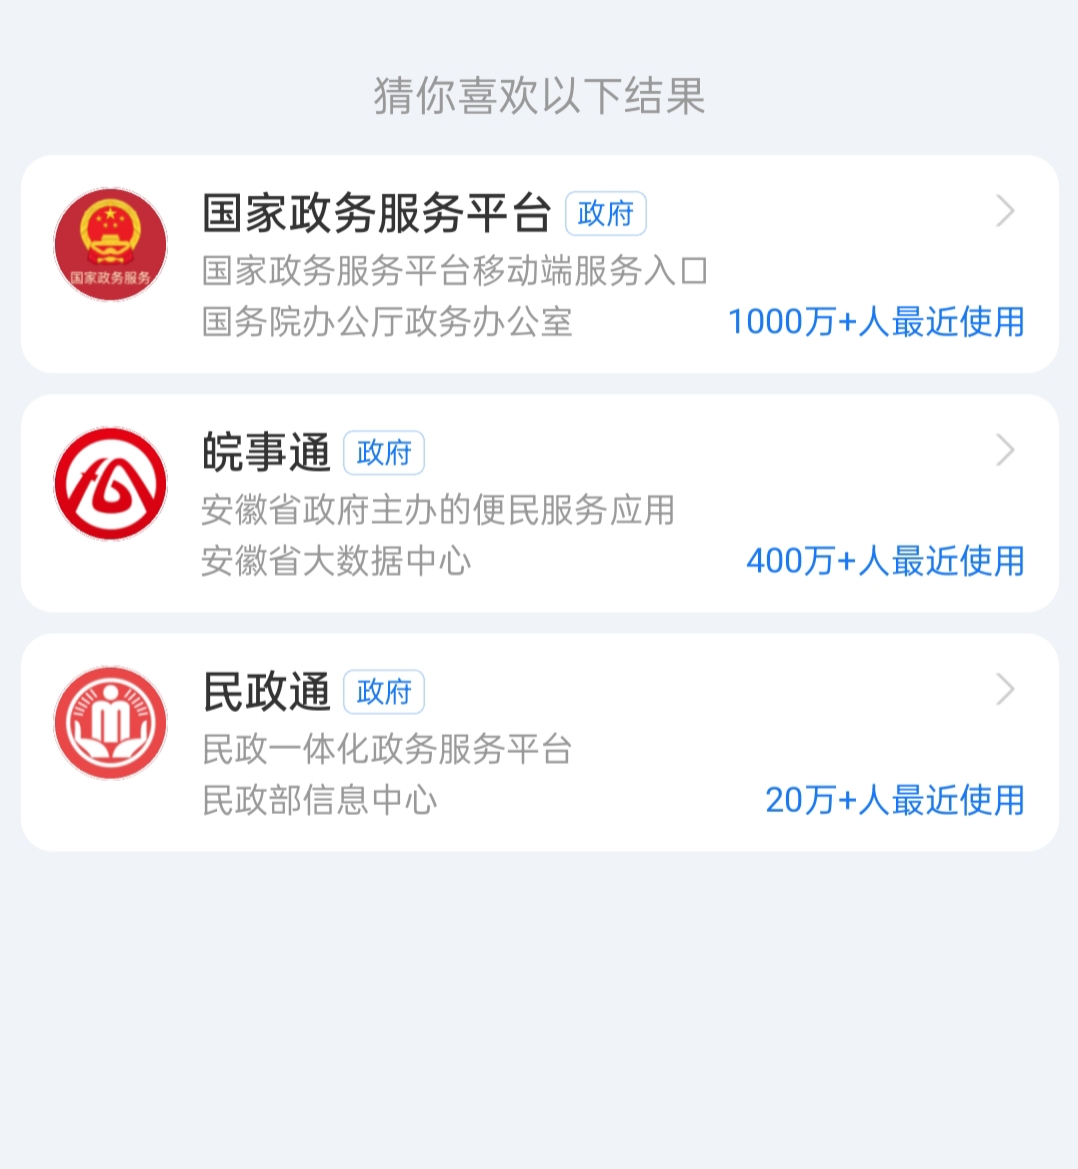 猜你喜欢以下结果
国家政务服务平台 政府
国家政务服务平台移动端服务入口
国务院办公厅政务办公室 1000万+人最近使用
国家政务服务
皖事通 政府
安徽省政府主办的便民服务应用
安徽省大数据中心 400万+人最近使用
民政通 政府
民政一体化政务服务平台
民政部信息中心 20万+人最近使用